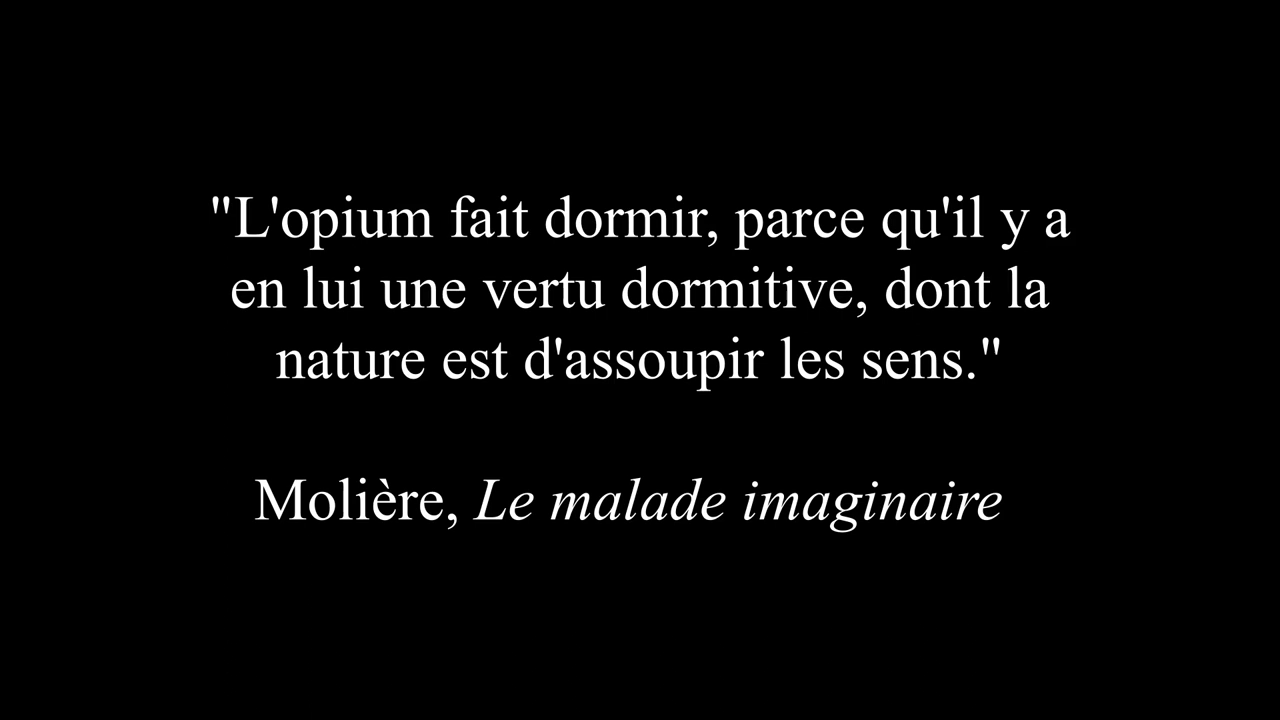 "L'opium fait dormir, parce qu'il y a
en lui une vertu dormitive, dont la
nature est d'assoupir les sens."
Molière, Le malade imaginaire